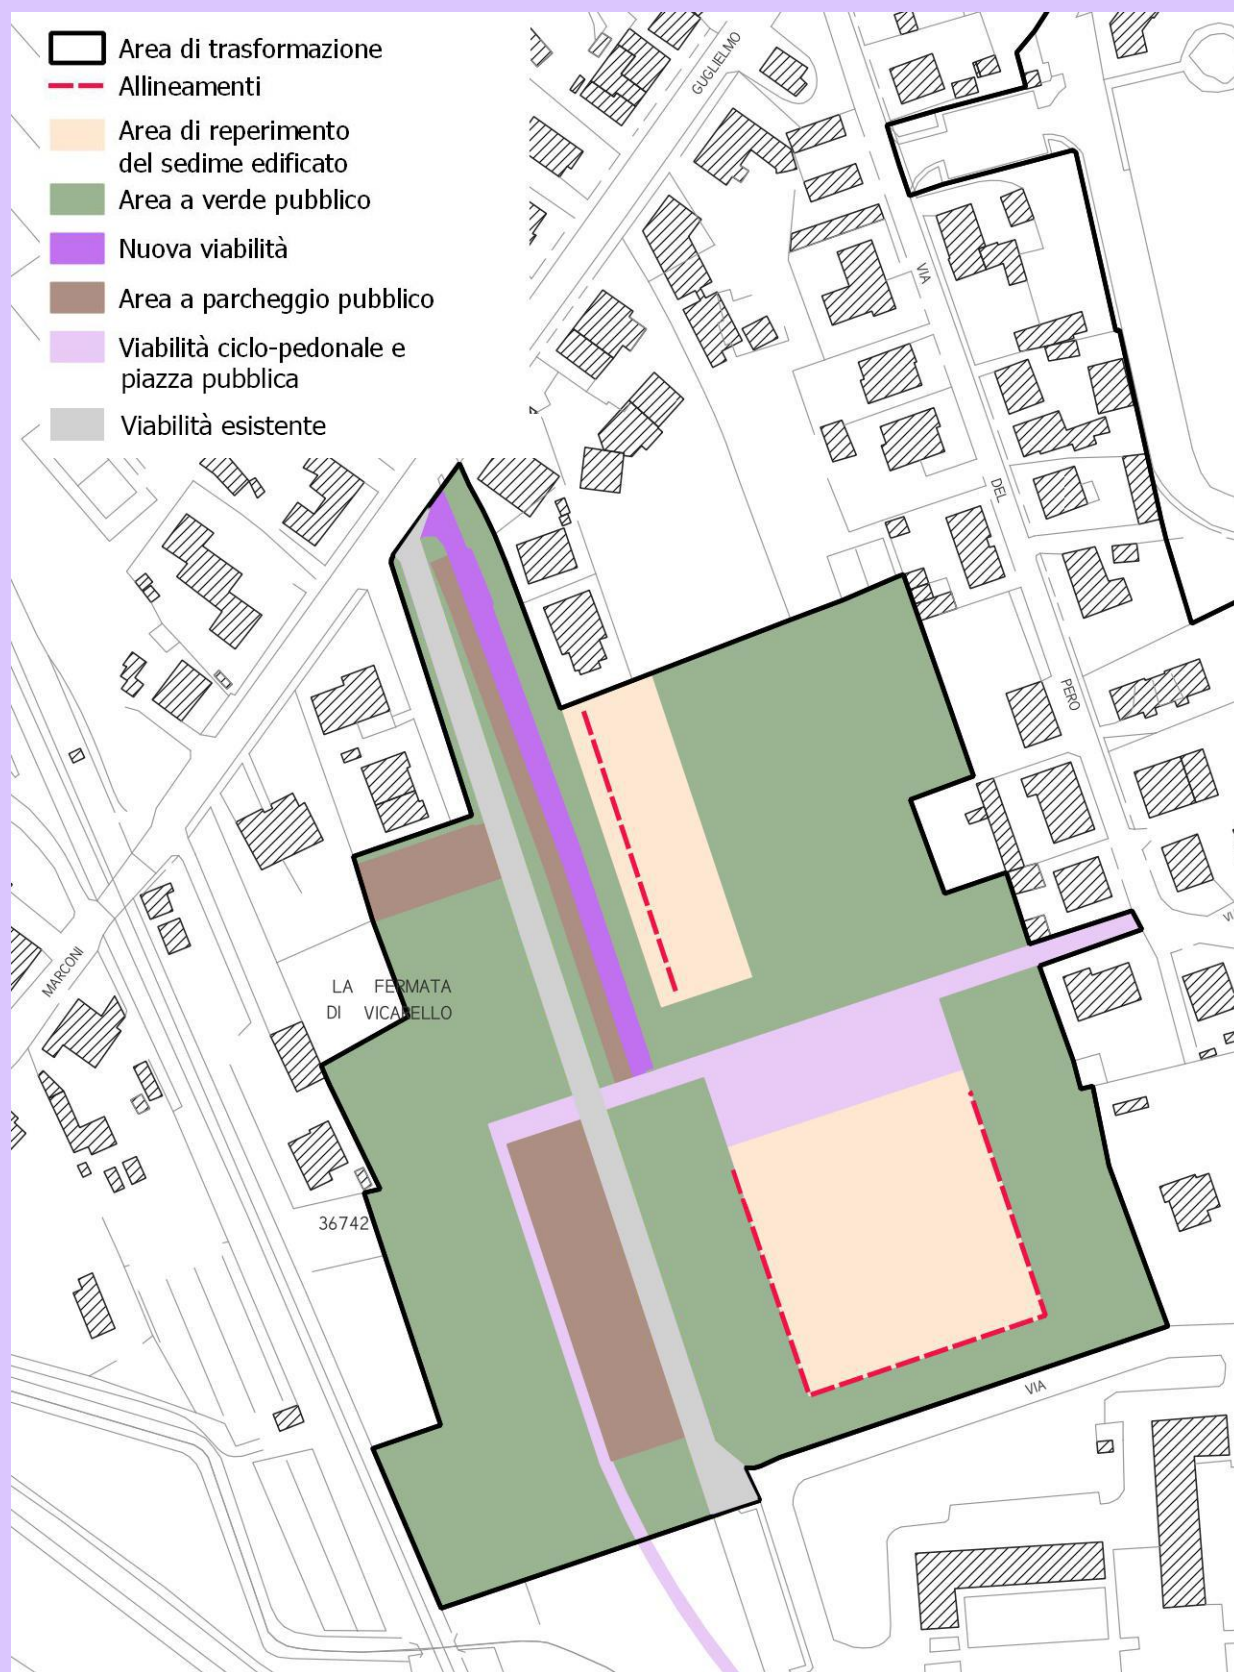 Area di trasformazione
Allineamenti
Area di reperimento
del sedime edificato
Area a verde pubblico
Nuova viabilità
Area a parcheggio pubblico
Viabilità ciclo-pedonale e
piazza pubblica
Viabilità esistente
GUGLIELMO
VIA
DEL
PERO
MARCONI
LA FERMATA
DI VICARELLO
36742
VIA